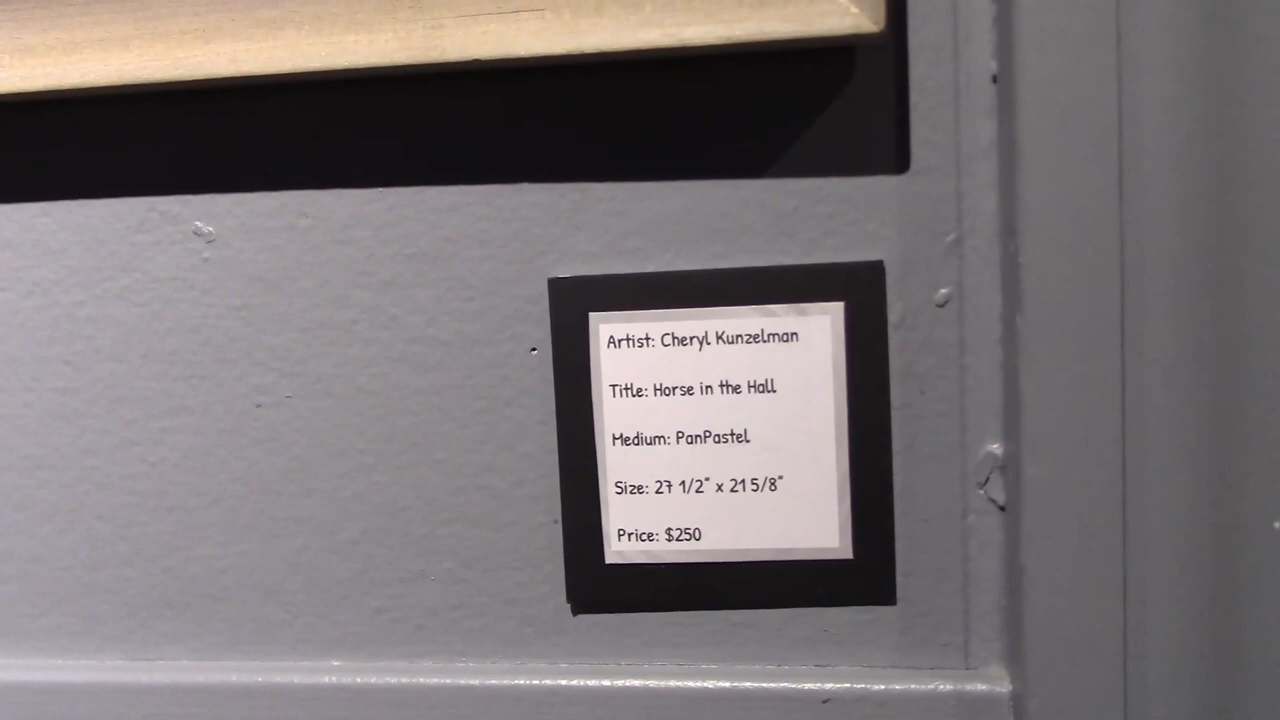 Artist: Cheryl Kunzelman
Title: Horse in the Hall
Medium: PanPastel
Size: 27 1/2" x 21 5/8"
Price: $250